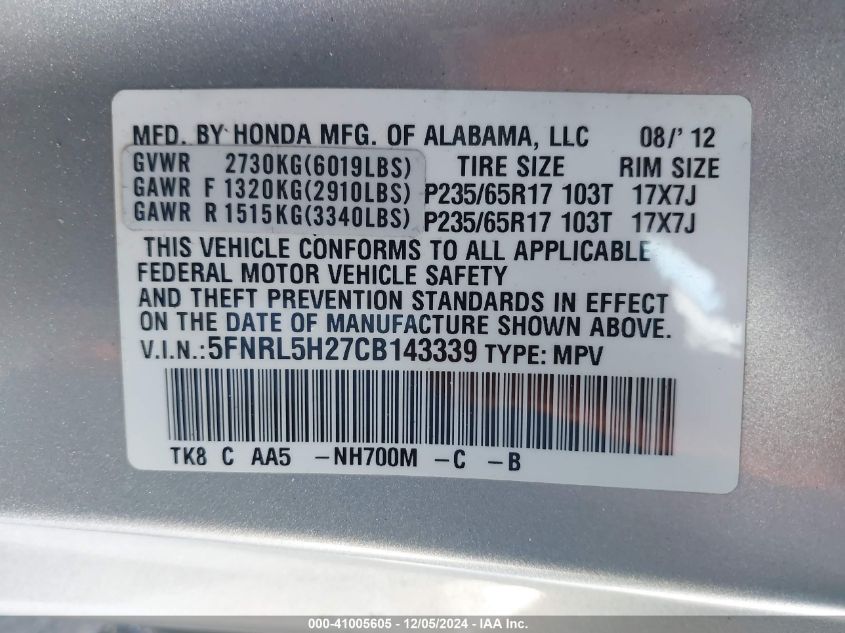 MFD. BY HONDA MFG. OF ALABAMA, LLC 08/' 12
GVWR 2730KG(6019LBS) TIRE SIZE RIM SIZE
GAWR F 1320KG(2910LBS) P235/65R17 103T 17X7J
GAWR R 1515KG(3340LBS) P235/65R17 103T 17X7J
THIS VEHICLE CONFORMS TO ALL APPLICABLE
FEDERAL MOTOR VEHICLE SAFETY
AND THEFT PREVENTION STANDARDS IN EFFECT
ON THE DATE OF MANUFACTURE SHOWN ABOVE.
V.I.N.:5FNRL5H27CB143339 TYPE: MPV
TK8 C AA5 -NH700M -C -B
000-41005605 - 12/05/2024 - IAA Inc.